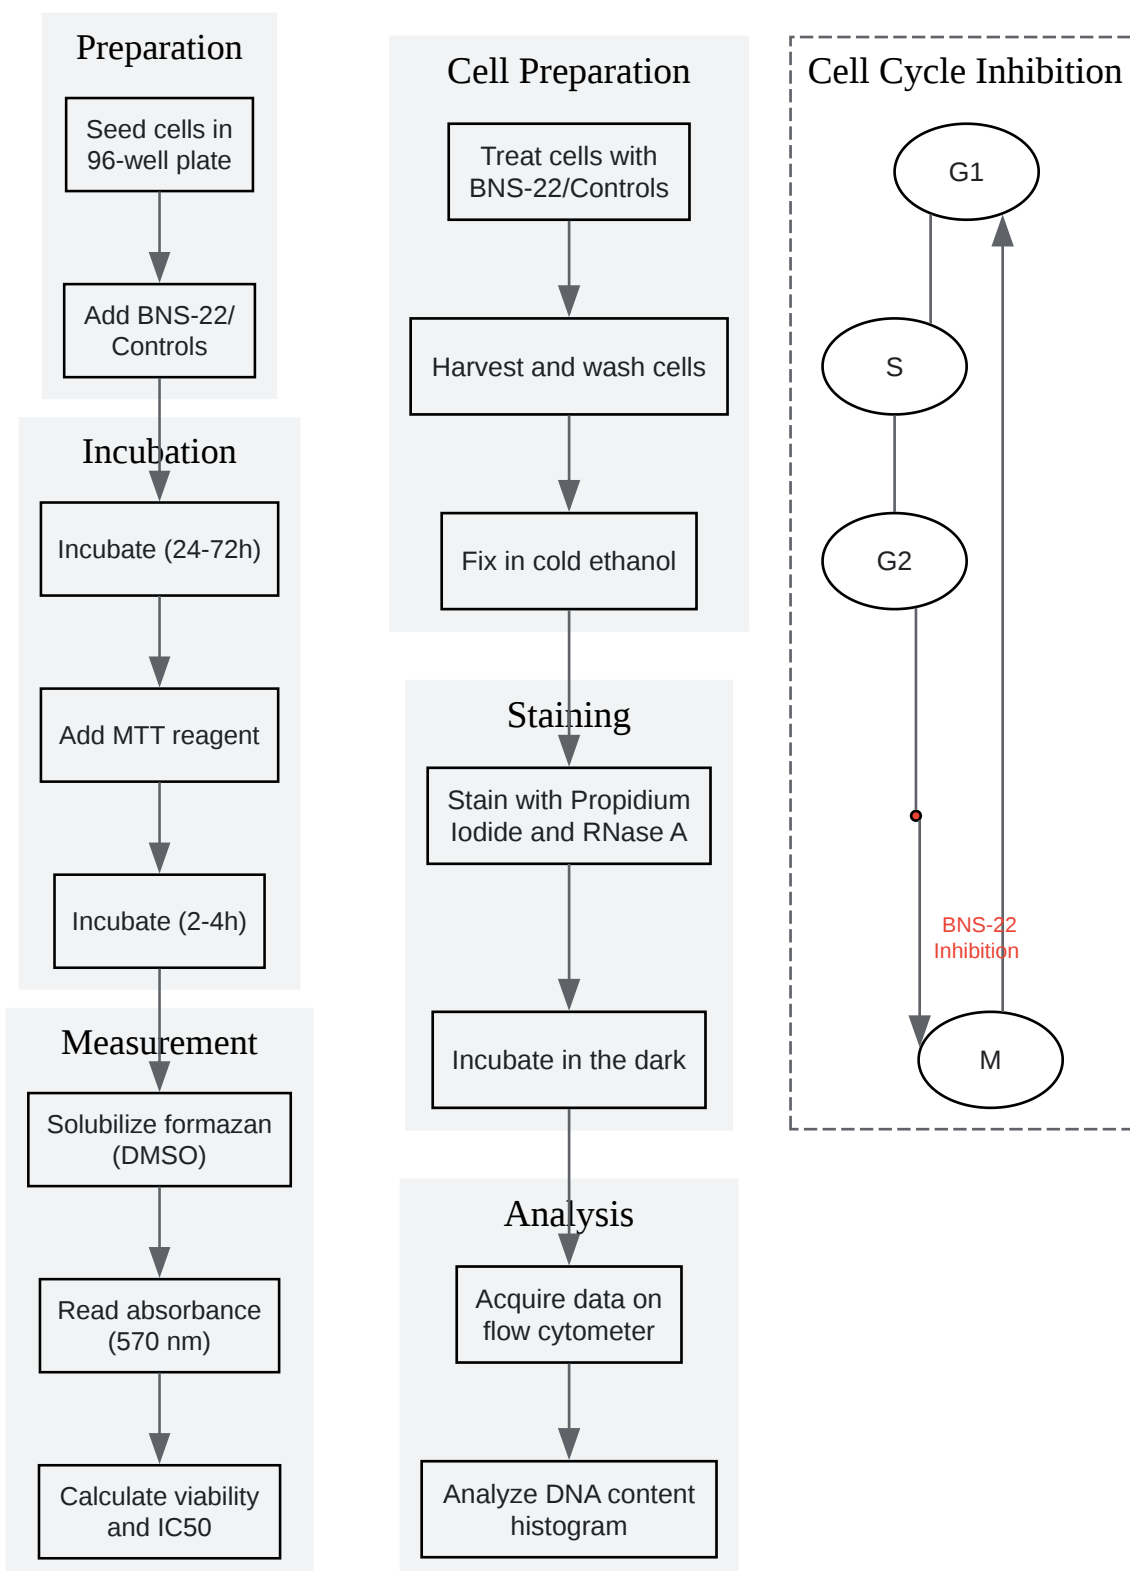 Preparation
Seed cells in
96-well plate
Add BNS-22/
Controls
Incubation
Incubate (24-72h)
Add MTT reagent
Incubate (2-4h)
Measurement
Solubilize formazan
(DMSO)
Read absorbance
(570 nm)
Calculate viability
and IC50
Cell Preparation
Treat cells with
BNS-22/Controls
Harvest and wash cells
Fix in cold ethanol
Staining
Stain with Propidium
Iodide and RNase A
Incubate in the dark
Analysis
Acquire data on
flow cytometer
Analyze DNA content
histogram
Cell Cycle Inhibition
G1
S
G2
BNS-22
Inhibition
M